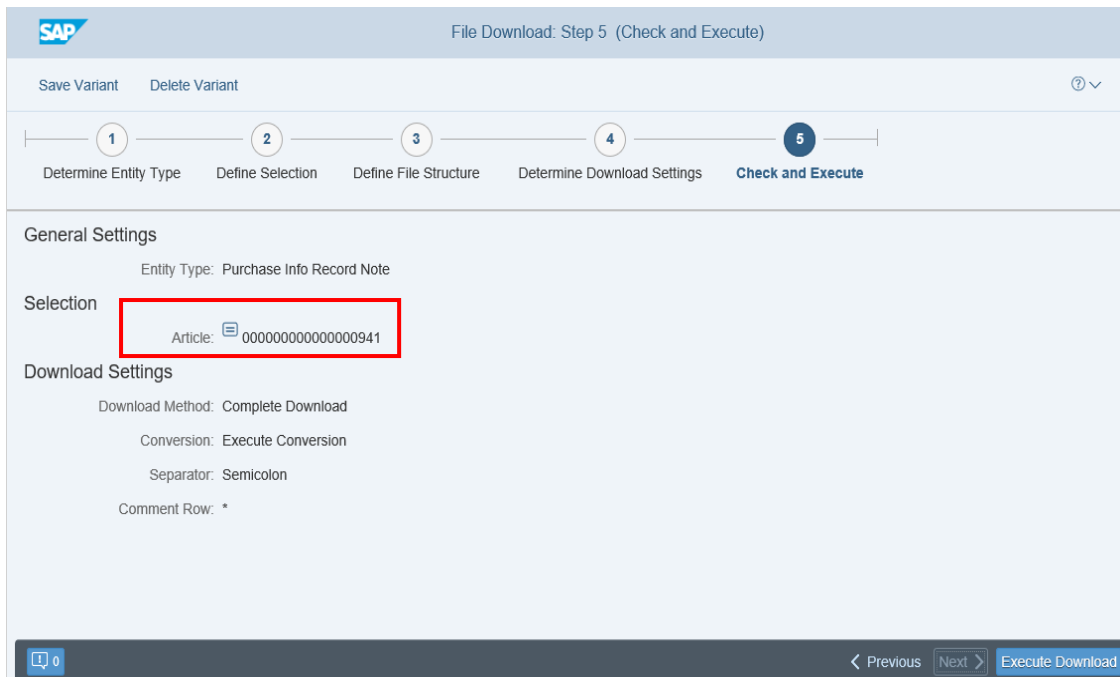 SAP
File Download: Step 5 (Check and Execute)
Save Variant Delete Variant
1 2 3 4 5
Determine Entity Type Define Selection Define File Structure Determine Download Settings Check and Execute
General Settings
Entity Type: Purchase Info Record Note
Selection
Article: 000000000000000941
Download Settings
Download Method: Complete Download
Conversion: Execute Conversion
Separator: Semicolon
Comment Row: *
0 Previous Next Execute Download